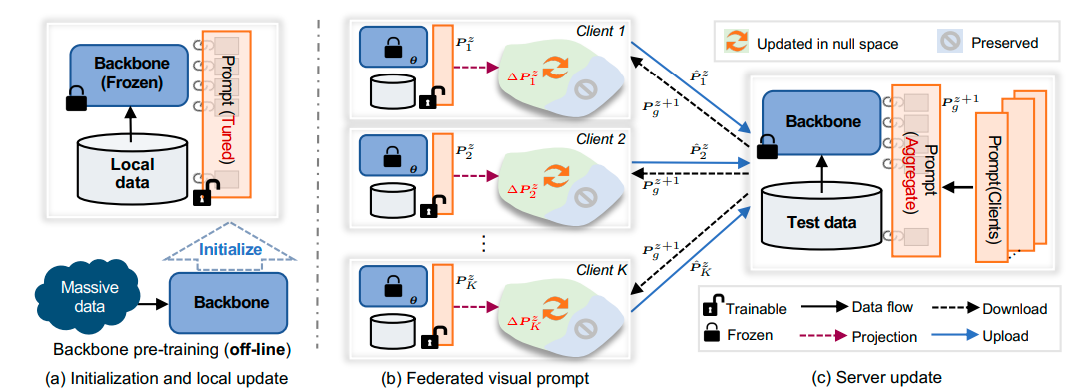 Backbone
(Frozen)
Prompt (Tuned)
Local
data
Initialize
Massive
data
Backbone
Backbone pre-training (off-line)
(a) Initialization and local update
Client 1
θ
P_1^z
ΔP_1^z
Client 2
θ
P_2^z
ΔP_2^z
⋮
Client K
θ
P_K^z
ΔP_K^z
(b) Federated visual prompt
P̂_1^z
P_g^{z+1}
P̂_2^z
P_g^{z+1}
P_g^{z+1}
P̂_K^z
Updated in null space
Preserved
Backbone
P_g^{z+1}
Prompt
(Aggregate)
Prompt(Clients)
...
Test data
Trainable
Data flow
Download
Frozen
Projection
Upload
(c) Server update